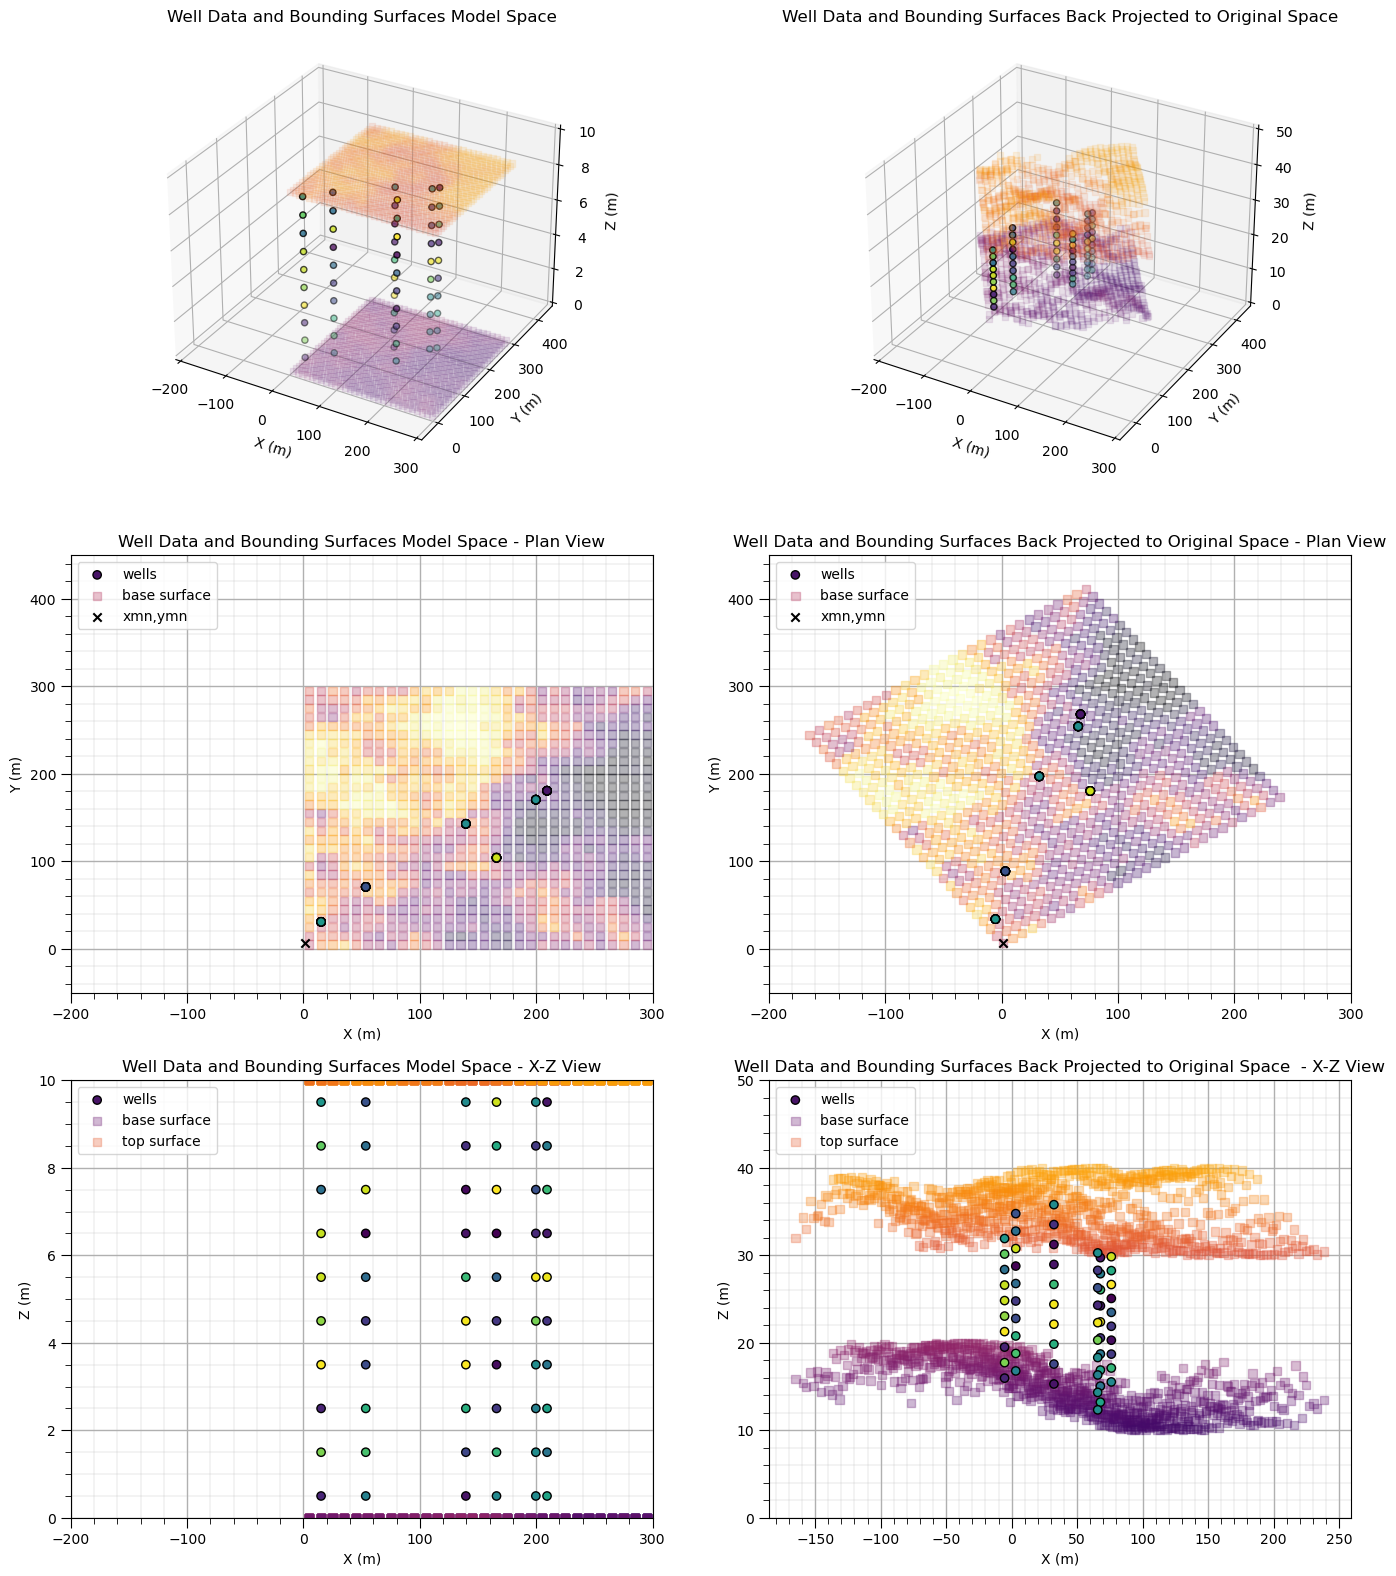 Well Data and Bounding Surfaces Model Space
10
8
6
4
2
0
Z (m)
−200
−100
0
100
200
300
X (m)
0
100
200
300
400
Y (m)
Well Data and Bounding Surfaces Back Projected to Original Space
50
40
30
20
10
0
Z (m)
−200
−100
0
100
200
300
X (m)
0
100
200
300
400
Y (m)
Well Data and Bounding Surfaces Model Space - Plan View
wells
base surface
xmn,ymn
400
300
200
100
0
Y (m)
−200
−100
0
100
200
300
X (m)
Well Data and Bounding Surfaces Back Projected to Original Space - Plan View
wells
base surface
xmn,ymn
400
300
200
100
0
Y (m)
−200
−100
0
100
200
300
X (m)
Well Data and Bounding Surfaces Model Space - X-Z View
wells
base surface
top surface
10
8
6
4
2
0
Z (m)
−200
−100
0
100
200
300
X (m)
Well Data and Bounding Surfaces Back Projected to Original Space  - X-Z View
wells
base surface
top surface
50
40
30
20
10
0
Z (m)
−150
−100
−50
0
50
100
150
200
250
X (m)